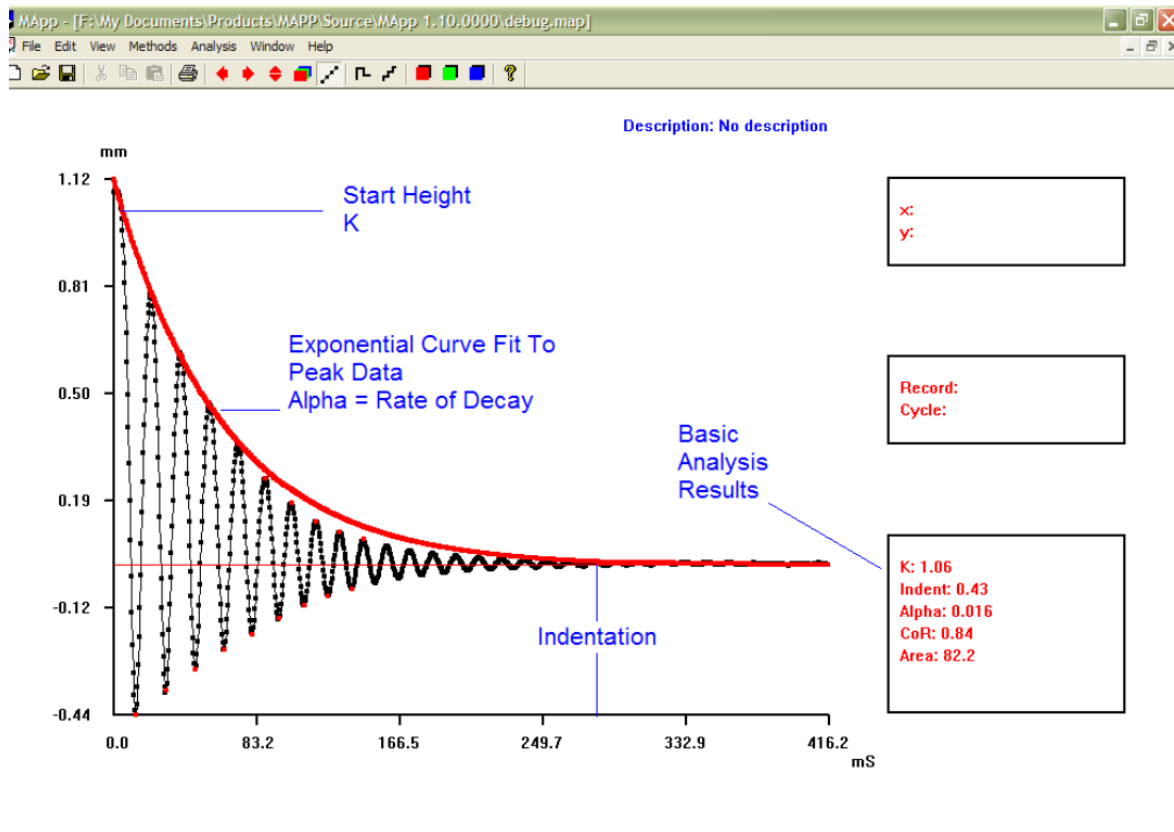 MApp - [F:\My Documents\Products\MAPP\Source\MApp 1.10.0000\debug.map]
File Edit View Methods Analysis Window Help
Description: No description
mm
1.12
0.81
0.50
0.19
-0.12
-0.44
0.0 83.2 166.5 249.7 332.9 416.2
mS
Start Height
K
Exponential Curve Fit To
Peak Data
Alpha = Rate of Decay
Basic
Analysis
Results
Indentation
x:
y:
Record:
Cycle:
K: 1.06
Indent: 0.43
Alpha: 0.016
CoR: 0.84
Area: 82.2